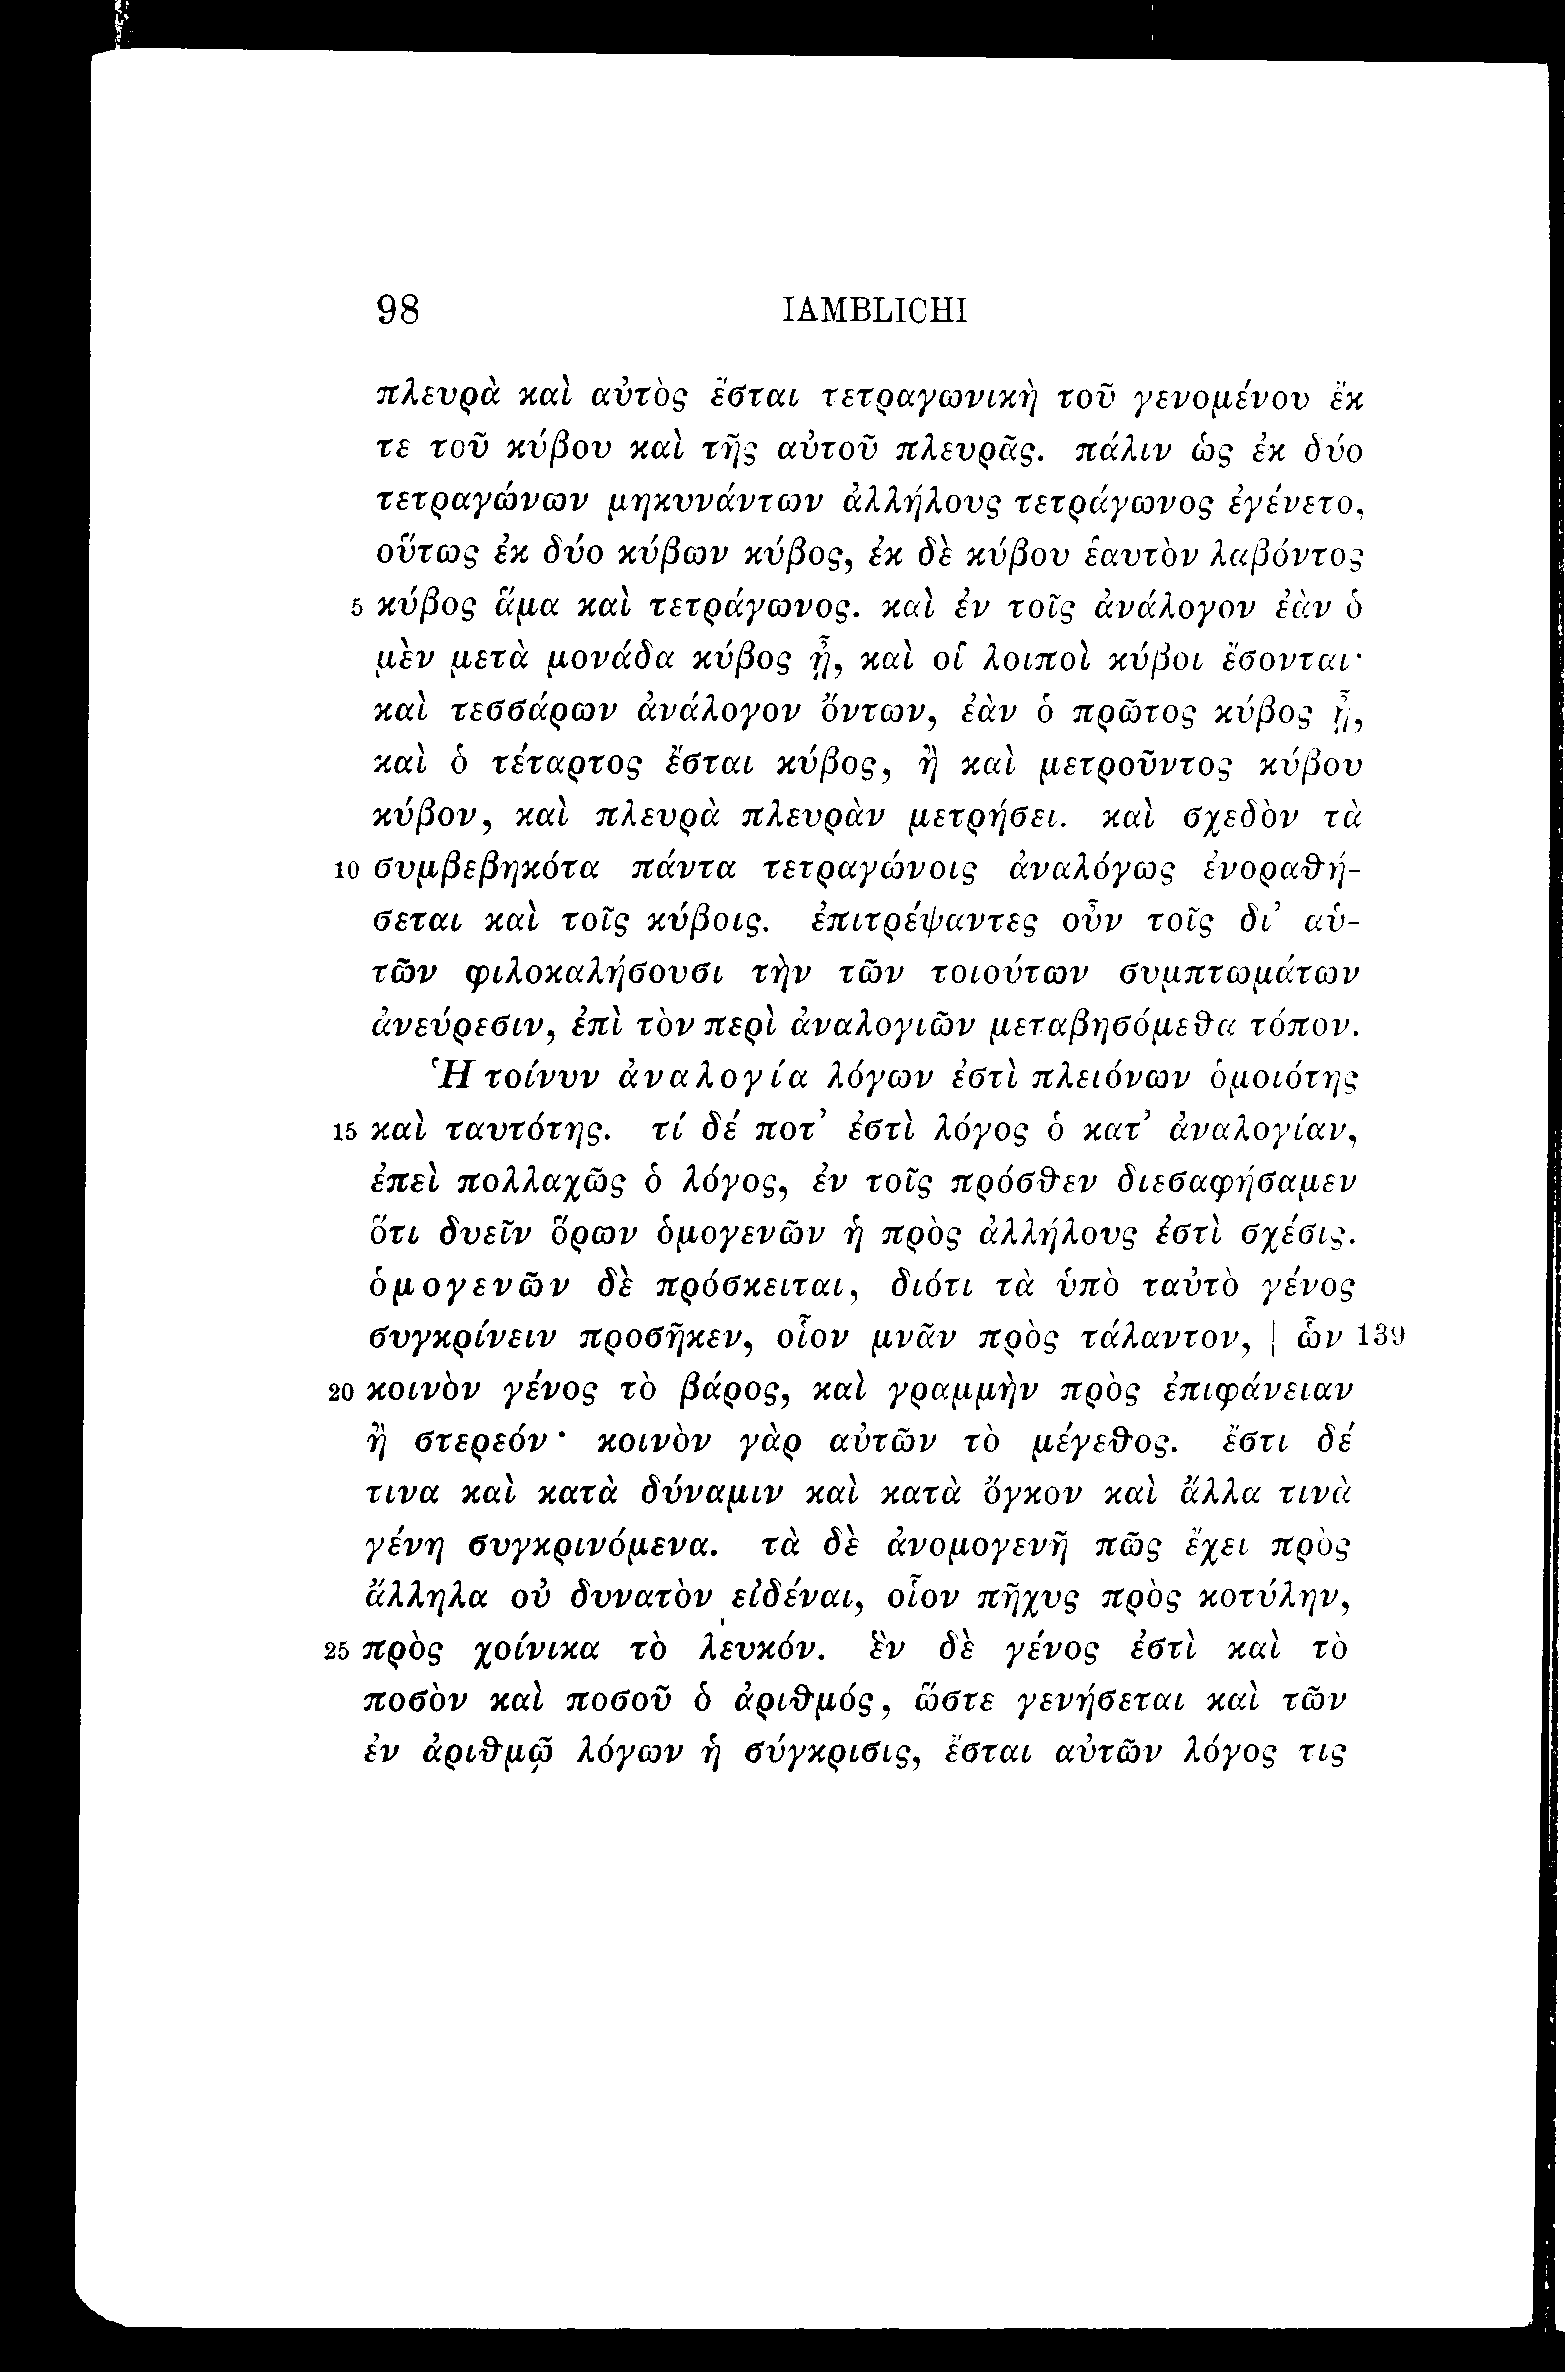 98 IAMBLICHI
πλευρὰ καὶ αὐτὸς ἔσται τετραγωνικὴ τοῦ γενομένου ἔκ
τε τοῦ κύβου καὶ τῆς αὐτοῦ πλευρᾶς. πάλιν ὡς ἐκ δύο
τετραγώνων μηκυνάντων ἀλλήλους τετράγωνος ἐγένετο,
οὕτως ἐκ δύο κύβων κύβος, ἐκ δὲ κύβου ἑαυτὸν λαβόντος
5 κύβος ἅμα καὶ τετράγωνος. καὶ ἐν τοῖς ἀνάλογον ἐὰν ὁ
μὲν μετὰ μονάδα κύβος ᾖ, καὶ οἱ λοιποὶ κύβοι ἔσονται·
καὶ τεσσάρων ἀνάλογον ὄντων, ἐὰν ὁ πρῶτος κύβος ᾖ,
καὶ ὁ τέταρτος ἔσται κύβος, ἢ καὶ μετροῦντος κύβου
κύβον, καὶ πλευρὰ πλευρὰν μετρήσει. καὶ σχεδὸν τὰ
10 συμβεβηκότα πάντα τετραγώνοις ἀναλόγως ἐνοραθή-
σεται καὶ τοῖς κύβοις. ἐπιτρέψαντες οὖν τοῖς δι’ αὑ-
τῶν φιλοκαλήσουσι τὴν τῶν τοιούτων συμπτωμάτων
ἀνεύρεσιν, ἐπὶ τὸν περὶ ἀναλογιῶν μεταβησόμεθα τόπον.
Ἡ τοίνυν ἀναλογία λόγων ἐστὶ πλειόνων ὁμοιότης
15 καὶ ταυτότης. τί δέ ποτ’ ἐστὶ λόγος ὁ κατ’ ἀναλογίαν,
ἐπεὶ πολλαχῶς ὁ λόγος, ἐν τοῖς πρόσθεν διεσαφήσαμεν
ὅτι δυεῖν ὅρων ὁμογενῶν ἡ πρὸς ἀλλήλους ἐστὶ σχέσις.
ὁμογενῶν δὲ πρόσκειται, διότι τὰ ὑπὸ ταὐτὸ γένος
συγκρίνειν προσῆκεν, οἷον μνᾶν πρὸς τάλαντον, | ὧν 139
20 κοινὸν γένος τὸ βάρος, καὶ γραμμὴν πρὸς ἐπιφάνειαν
ἢ στερεόν· κοινὸν γὰρ αὐτῶν τὸ μέγεθος. ἔστι δέ
τινα καὶ κατὰ δύναμιν καὶ κατὰ ὄγκον καὶ ἄλλα τινὰ
γένη συγκρινόμενα. τὰ δὲ ἀνομογενῆ πῶς ἔχει πρὸς
ἄλληλα οὐ δυνατὸν εἰδέναι, οἷον πῆχυς πρὸς κοτύλην,
25 πρὸς χοίνικα τὸ λευκόν. ἓν δὲ γένος ἐστὶ καὶ τὸ
ποσὸν καὶ ποσοῦ ὁ ἀριθμός, ὥστε γενήσεται καὶ τῶν
ἐν ἀριθμῷ λόγων ἡ σύγκρισις, ἔσται αὐτῶν λόγος τις